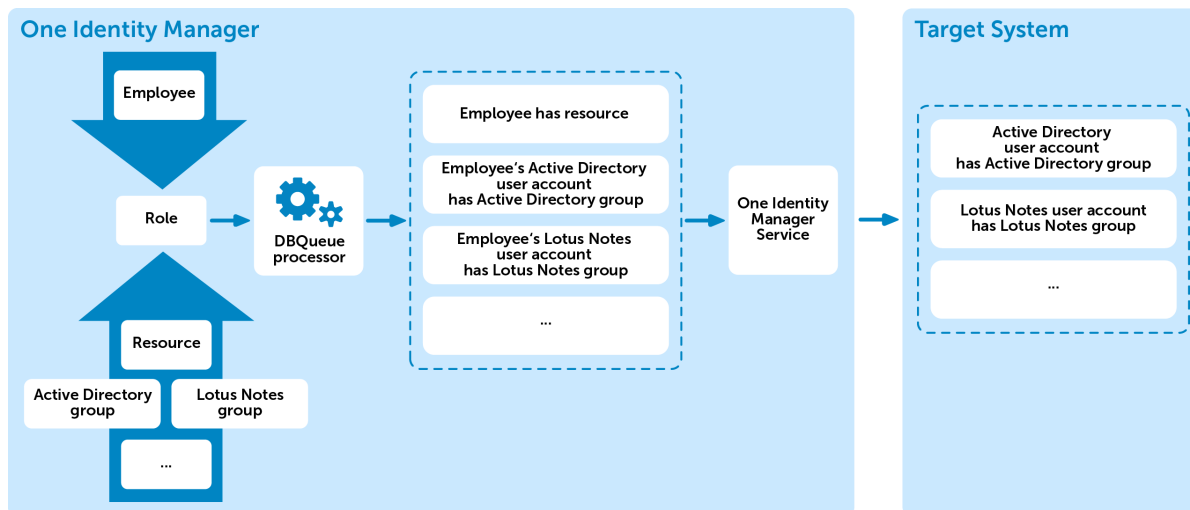 One Identity Manager
Employee
Role
Resource
Active Directory
group
Lotus Notes
group
...
DBQueue
processor
Employee has resource
Employee‘s Active Directory
user account
has Active Directory group
Employee‘s Lotus Notes
user account
has Lotus Notes group
...
One Identity
Manager
Service
Target System
Active Directory
user account
has Active Directory group
Lotus Notes user account
has Lotus Notes group
...